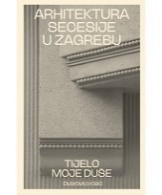 ARHITEKTURA
SECESIJE
U ZAGREBU
TIJELO
MOJE DUŠE